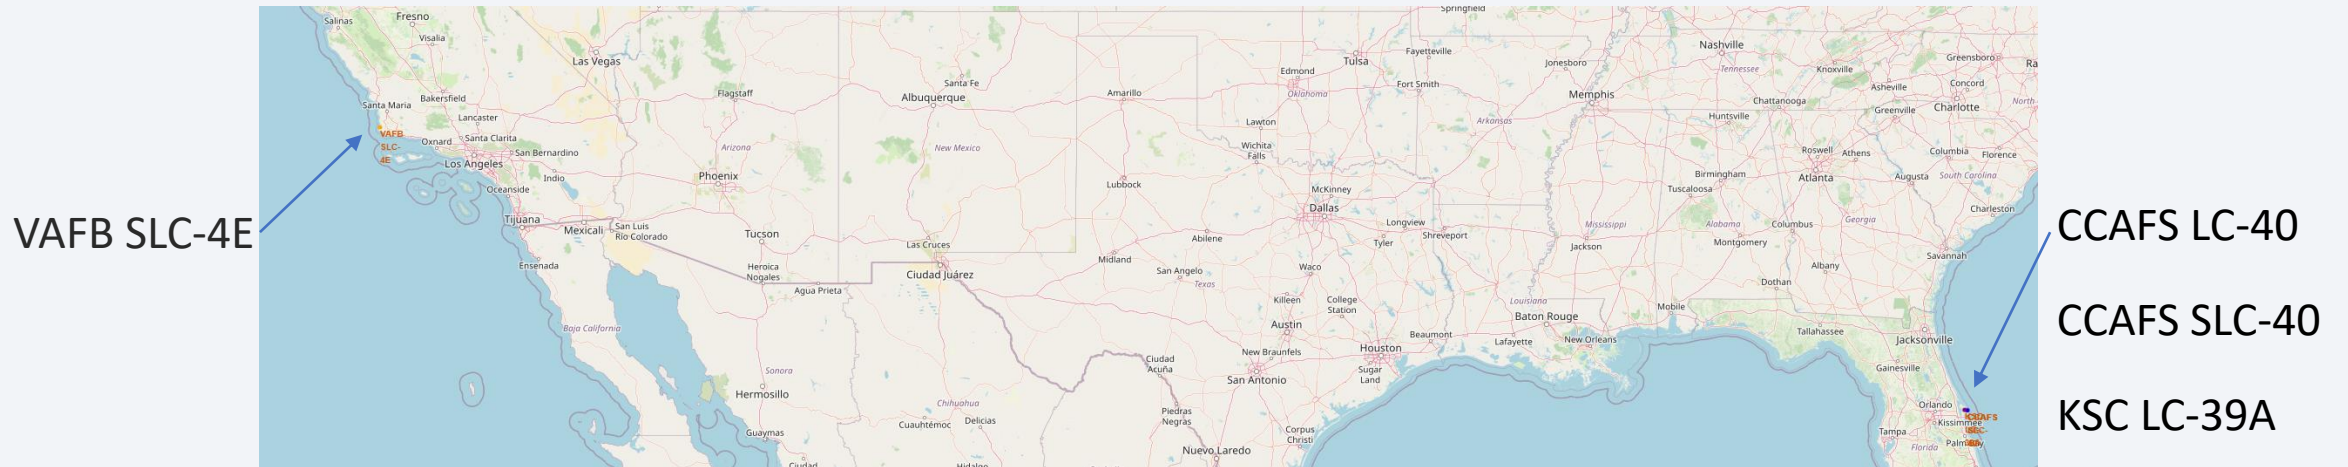 VAFB SLC-4E
CCAFS LC-40
CCAFS SLC-40
KSC LC-39A
Salinas
Fresno
Visalia
Las Vegas
Santa Maria
Bakersfield
Lancaster
VAFB
SLC-
4E
Oxnard
Santa Clarita
Los Angeles
San Bernardino
Indio
Oceanside
Tijuana
Mexicali
San Luis
Río Colorado
Ensenada
Baja California
Flagstaff
Arizona
Phoenix
Tucson
Heroica
Nogales
Agua Prieta
Sonora
Hermosillo
Guaymas
Ciudad
Santa Fe
Albuquerque
New Mexico
Las Cruces
Ciudad Juárez
Chihuahua
Cuauhtémoc
Delicias
Hidalgo
Amarillo
Lubbock
Midland
Abilene
San Angelo
Texas
Ciudad
Acuña
Piedras
Negras
Nuevo Laredo
Springfield
Tulsa
Edmond
Oklahoma
Lawton
Wichita
Falls
McKinney
Dallas
Waco
Killeen
College
Station
Austin
New Braunfels
San Antonio
Corpus
Christi
Houston
Sugar
Land
Beaumont
Longview
Tyler
Shreveport
Fayetteville
Fort Smith
Arkansas
Jonesboro
Memphis
Louisiana
Baton Rouge
Lafayette
New Orleans
Mississippi
Jackson
Nashville
Tennessee
Knoxville
Chattanooga
Huntsville
Birmingham
Tuscaloosa
Alabama
Montgomery
Mobile
Dothan
Columbus
Roswell
Athens
Atlanta
Georgia
Albany
Augusta
Savannah
Greensboro
Ra
Asheville
Concord
Charlotte
North
Greenville
Columbia
Florence
South Carolina
Charleston
Tallahassee
Jacksonville
Gainesville
Orlando
Kissimmee
Tampa
Florida